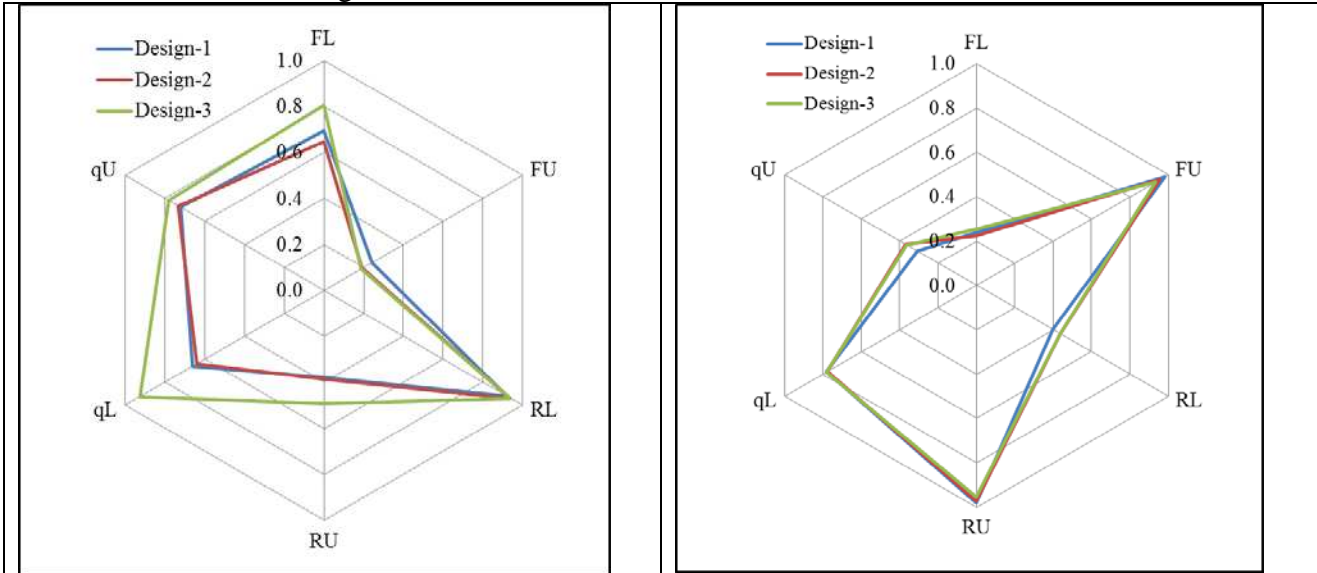 Design-1
Design-2
Design-3
FL
1.0
0.8
0.6
0.4
0.2
0.0
FU
RL
RU
qL
qU
Design-1
Design-2
Design-3
FL
1.0
0.8
0.6
0.4
0.2
0.0
FU
RL
RU
qL
qU